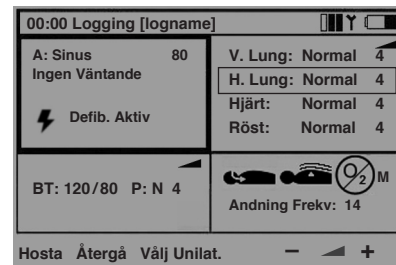 00:00 Logging [logname]
A: Sinus 80
Ingen Väntande
Defib. Aktiv
V. Lung: Normal 4
H. Lung: Normal 4
Hjärt: Normal 4
Röst: Normal 4
BT: 120/80 P: N 4
O2 M
Andning Frekv: 14
Hosta Återgå Välj Unilat. − +